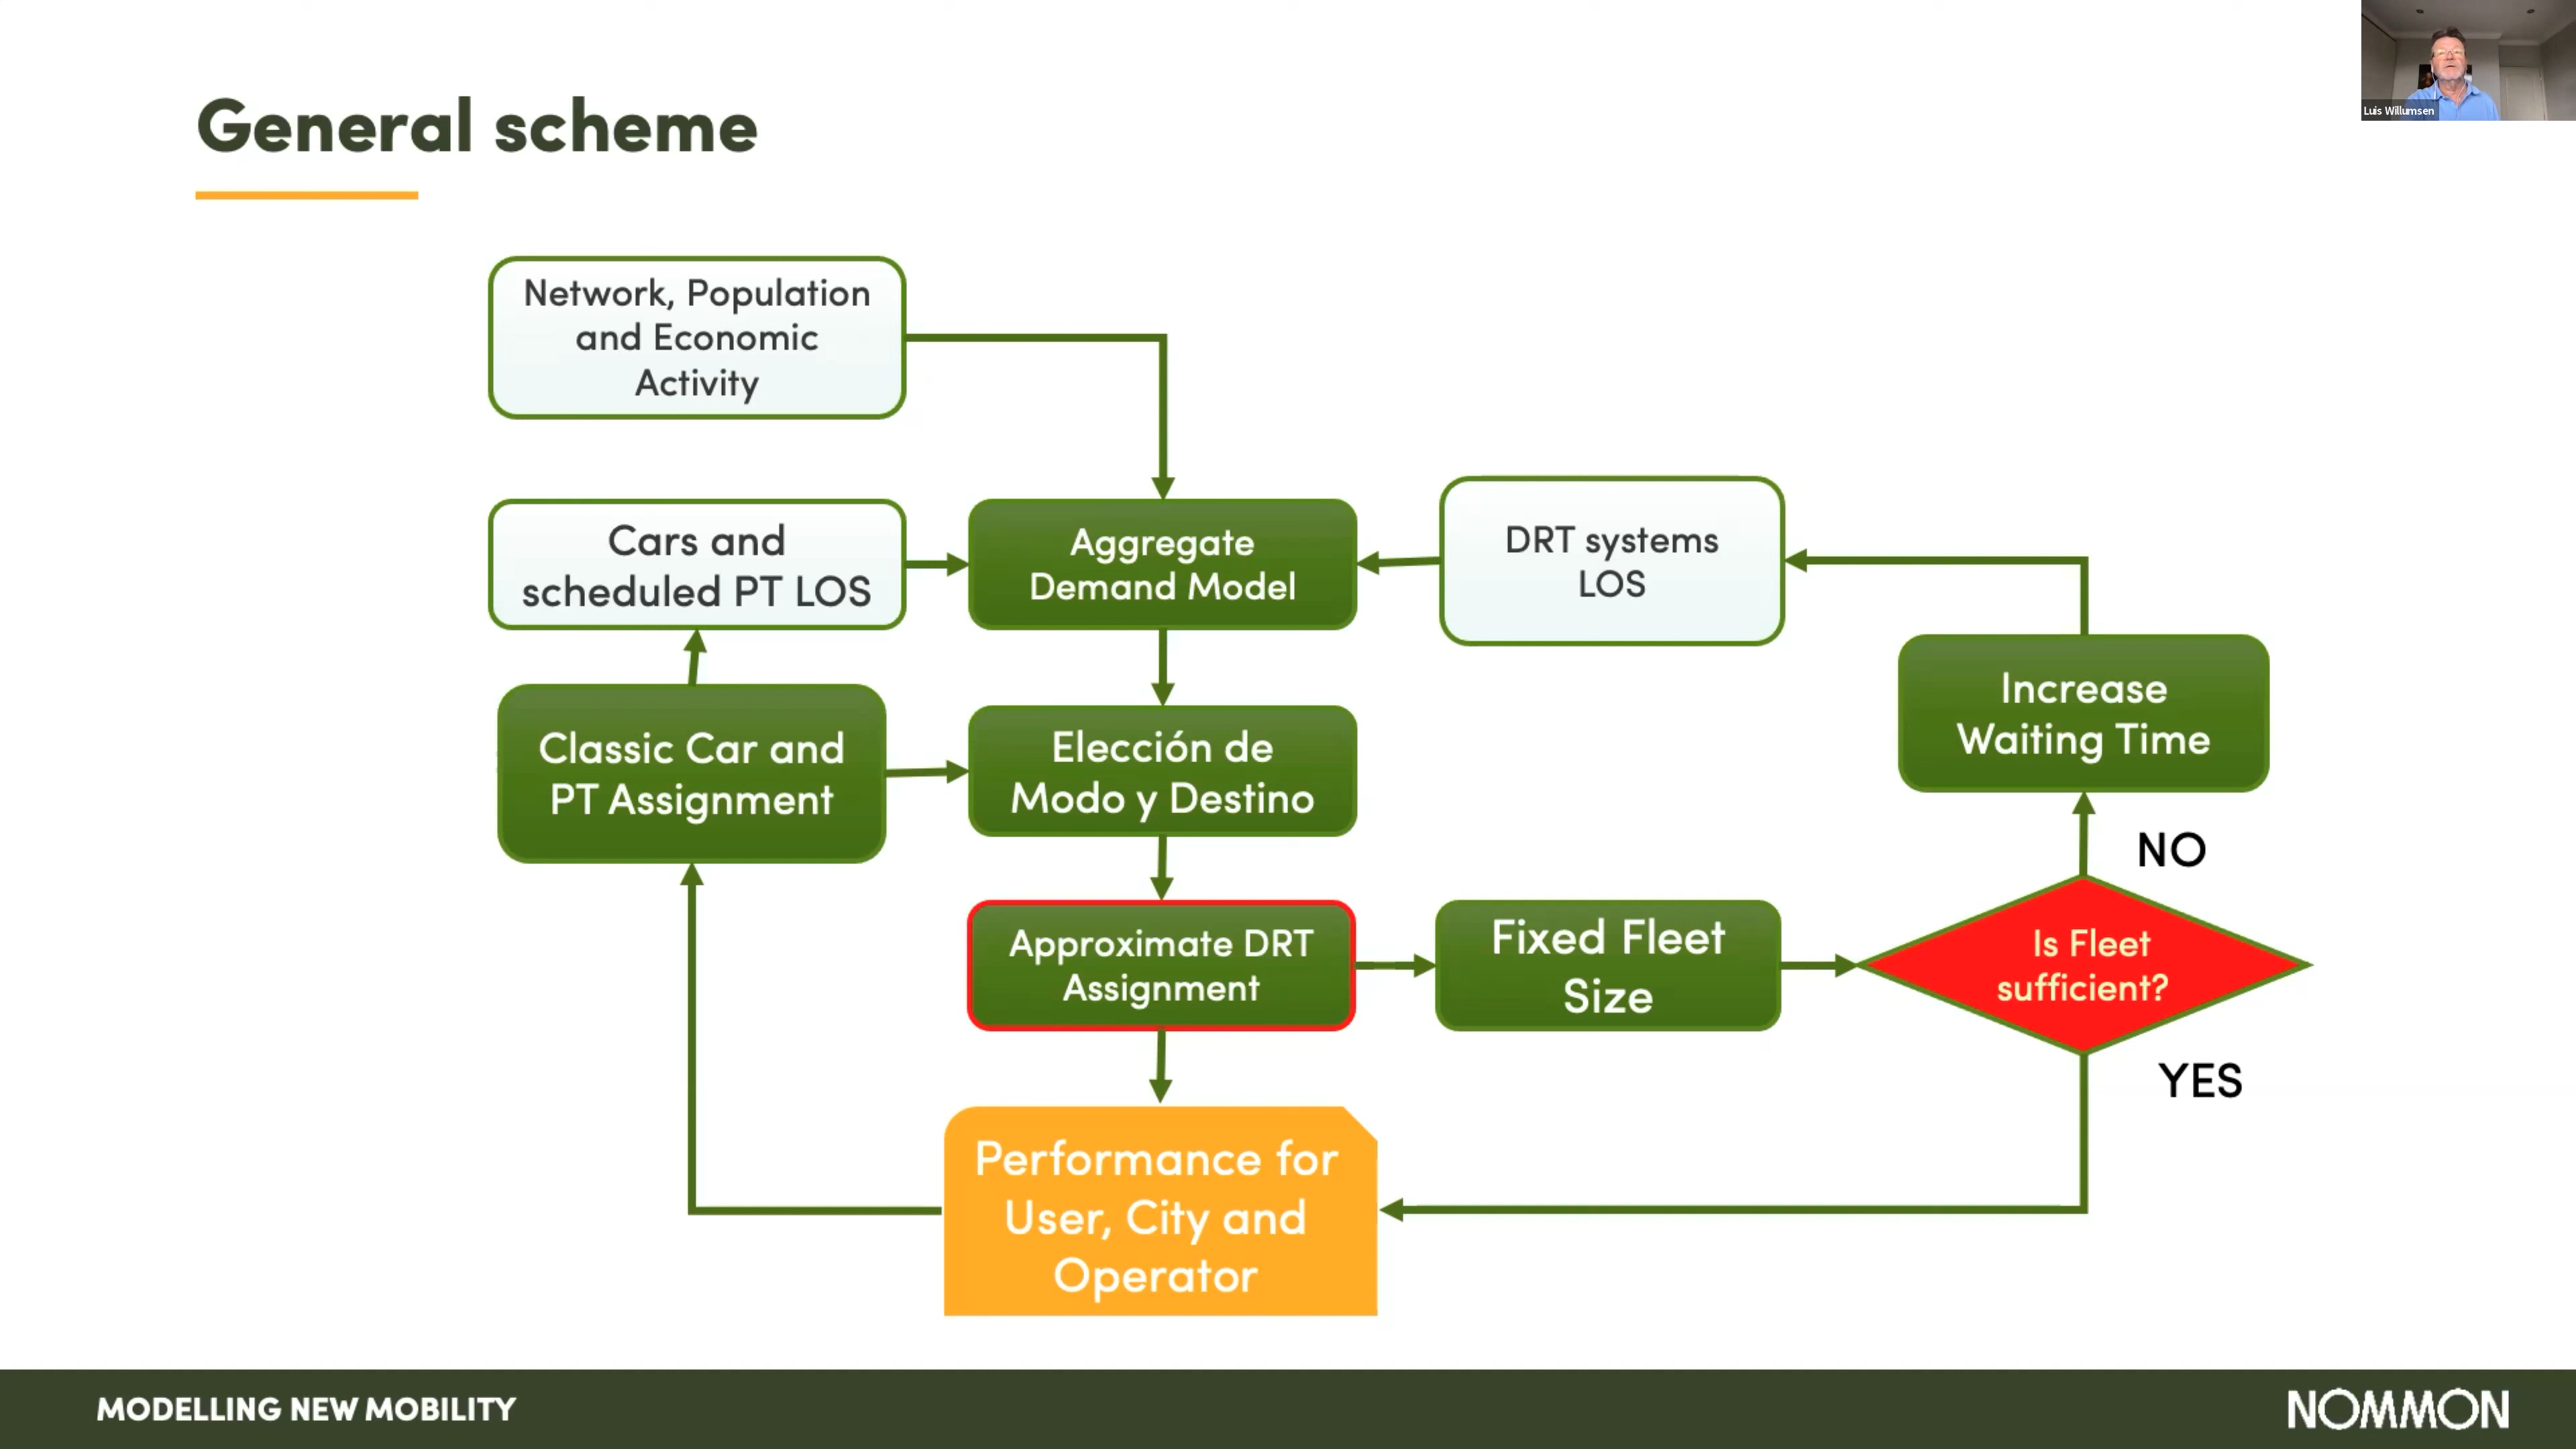 Luis Willumsen
General scheme
Network, Population
and Economic
Activity
Cars and
scheduled PT LOS
Aggregate
Demand Model
DRT systems
LOS
Increase
Waiting Time
Classic Car and
PT Assignment
Elección de
Modo y Destino
NO
Approximate DRT
Assignment
Fixed Fleet
Size
Is Fleet
sufficient?
YES
Performance for
User, City and
Operator
MODELLING NEW MOBILITY
NOMMON